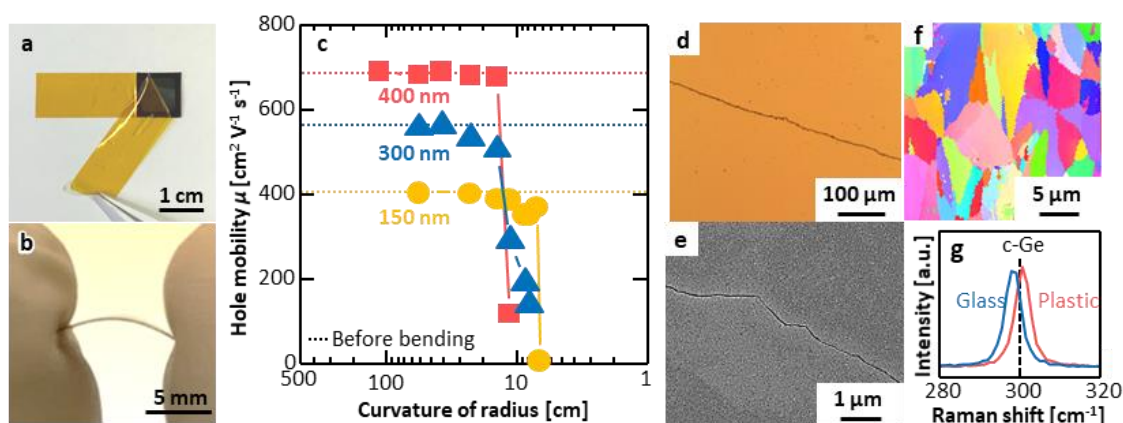 a
1 cm
b
5 mm
c
Hole mobility μ [cm² V⁻¹ s⁻¹]
800
600
400
200
0
400 nm
300 nm
150 nm
Before bending
500
100
10
1
Curvature of radius [cm]
d
100 μm
e
1 μm
f
5 μm
g
c-Ge
Glass
Plastic
Intensity [a.u.]
280
300
320
Raman shift [cm⁻¹]